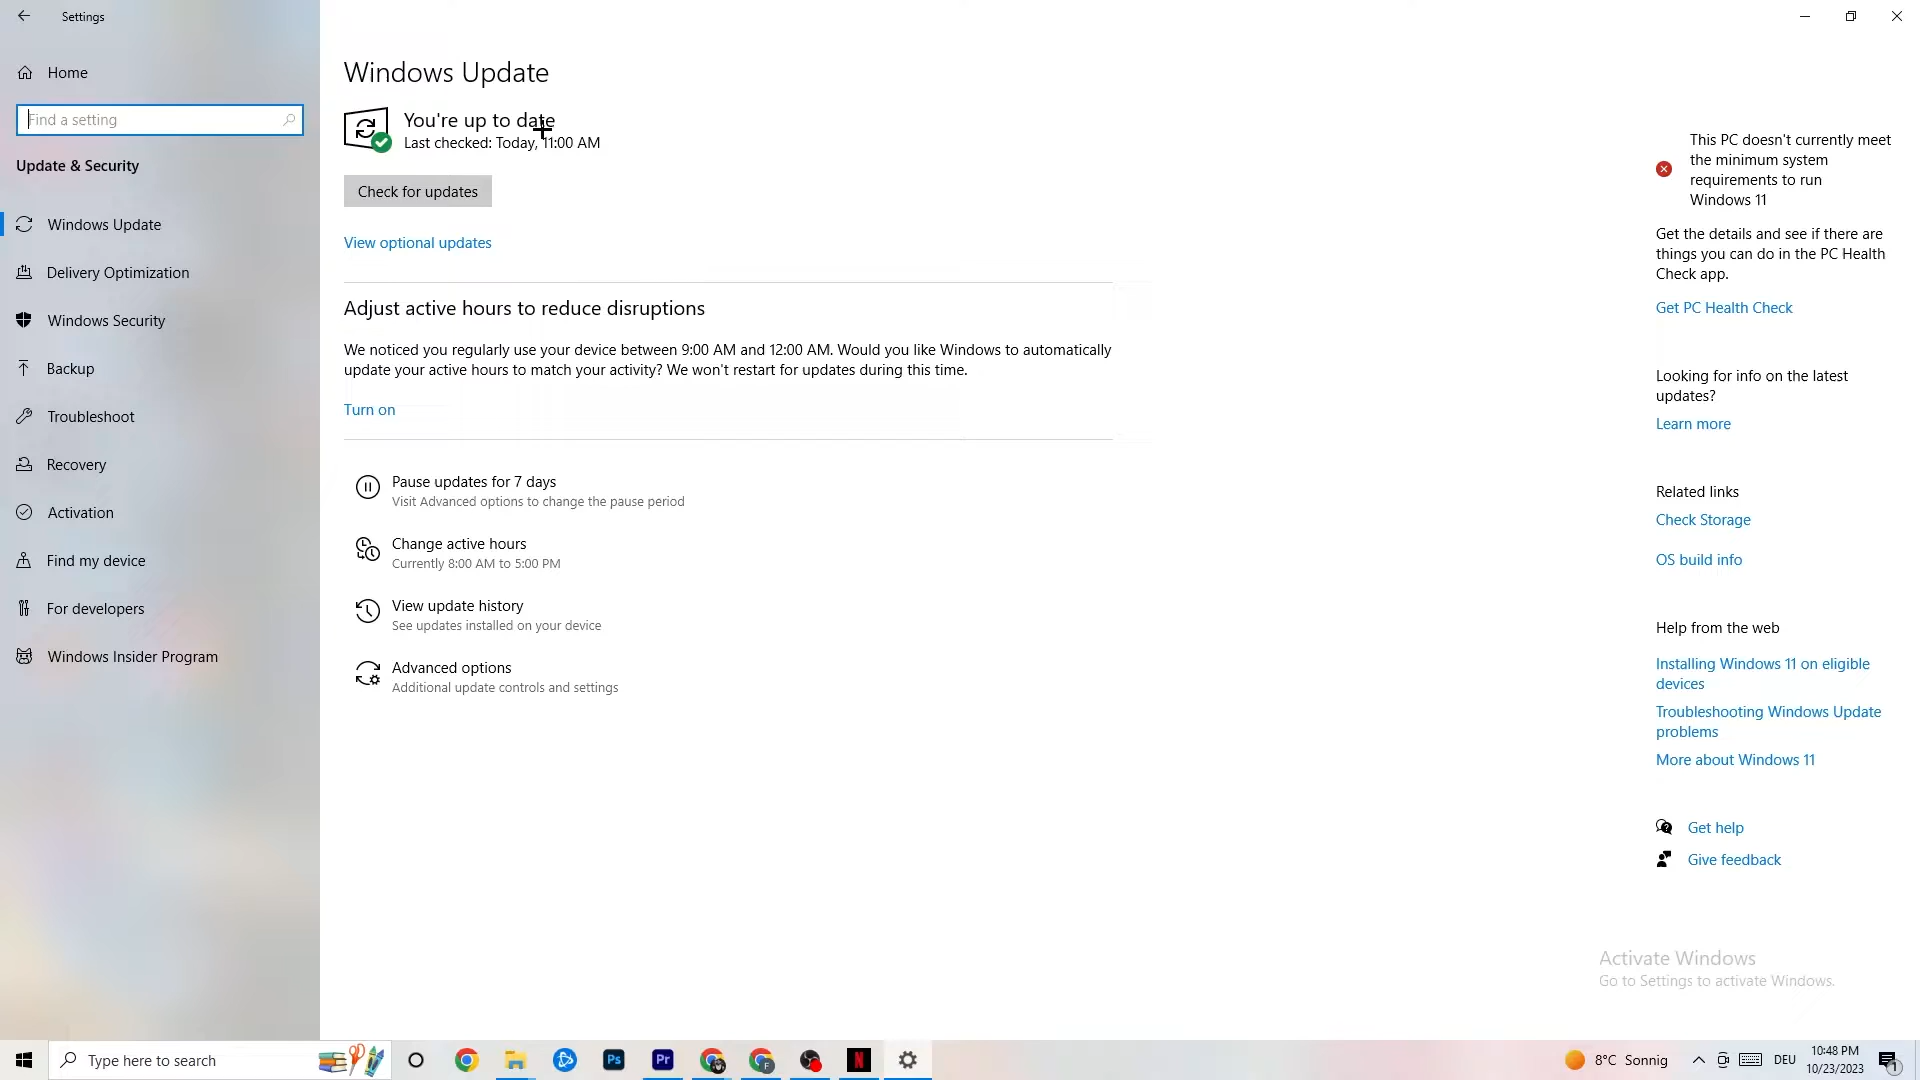 Settings
Home
Find a setting
Update & Security
Windows Update
Delivery Optimization
Windows Security
Backup
Troubleshoot
Recovery
Activation
Find my device
For developers
Windows Insider Program
Windows Update
You're up to date
Last checked: Today, 11:00 AM
Check for updates
View optional updates
Adjust active hours to reduce disruptions
We noticed you regularly use your device between 9:00 AM and 12:00 AM. Would you like Windows to automatically
update your active hours to match your activity? We won't restart for updates during this time.
Turn on
Pause updates for 7 days
Visit Advanced options to change the pause period
Change active hours
Currently 8:00 AM to 5:00 PM
View update history
See updates installed on your device
Advanced options
Additional update controls and settings
This PC doesn't currently meet
the minimum system
requirements to run
Windows 11
Get the details and see if there are
things you can do in the PC Health
Check app.
Get PC Health Check
Looking for info on the latest
updates?
Learn more
Related links
Check Storage
OS build info
Help from the web
Installing Windows 11 on eligible
devices
Troubleshooting Windows Update
problems
More about Windows 11
Get help
Give feedback
Activate Windows
Go to Settings to activate Windows.
Type here to search
Ps
Pr
F
N
8°C Sonnig
DEU
10:48 PM
10/23/2023
1